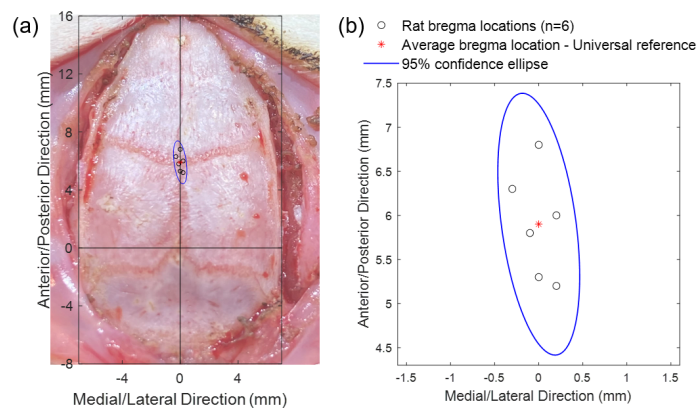 (a)
Anterior/Posterior Direction (mm)
16
12
8
4
0
-4
-8
-4
0
4
Medial/Lateral Direction (mm)
(b)
Rat bregma locations (n=6)
Average bregma location - Universal reference
95% confidence ellipse
Anterior/Posterior Direction (mm)
7.5
7
6.5
6
5.5
5
4.5
-1.5
-1
-0.5
0
0.5
1
1.5
Medial/Lateral Direction (mm)